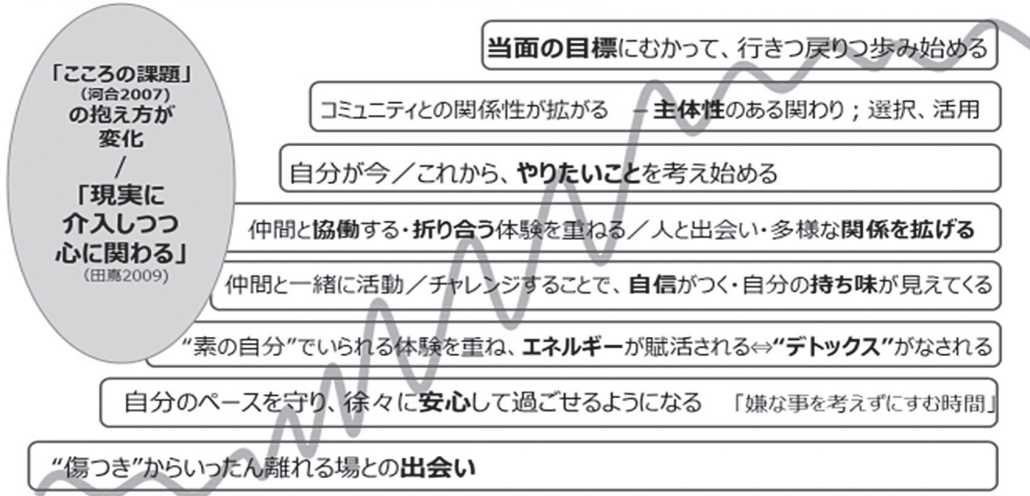 「こころの課題」
(河合2007)
の抱え方が
変化
/
「現実に
介入しつつ
心に関わる」
(田嶌2009)
当面の目標にむかって、行きつ戻りつ歩み始める
コミュニティとの関係性が拡がる －主体性のある関わり；選択、活用
自分が今／これから、やりたいことを考え始める
仲間と協働する・折り合う体験を重ねる／人と出会い・多様な関係を拡げる
仲間と一緒に活動／チャレンジすることで、自信がつく・自分の持ち味が見えてくる
“素の自分”でいられる体験を重ね、エネルギーが賦活される⇔“デトックス”がなされる
自分のペースを守り、徐々に安心して過ごせるようになる 「嫌な事を考えずにすむ時間」
“傷つき”からいったん離れる場との出会い